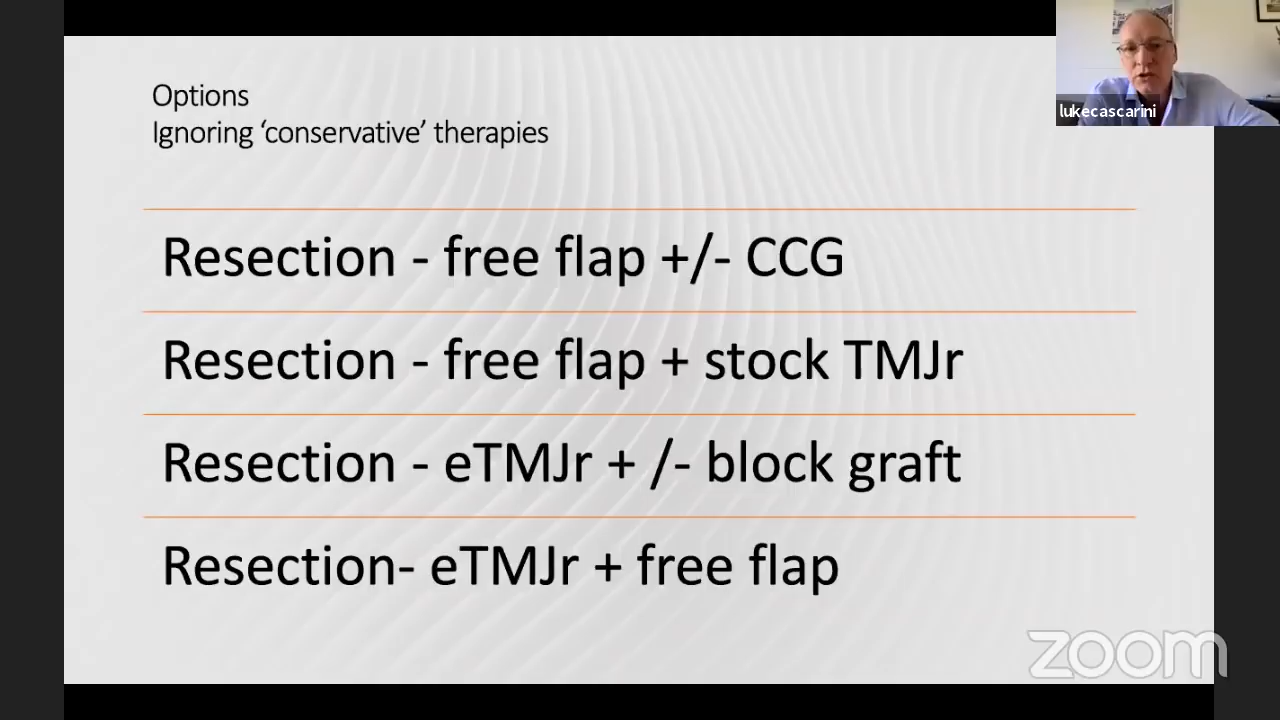 Options
Ignoring ‘conservative’ therapies
lukecascarini
Resection - free flap +/- CCG
Resection - free flap + stock TMJr
Resection - eTMJr + /- block graft
Resection- eTMJr + free flap
zoom